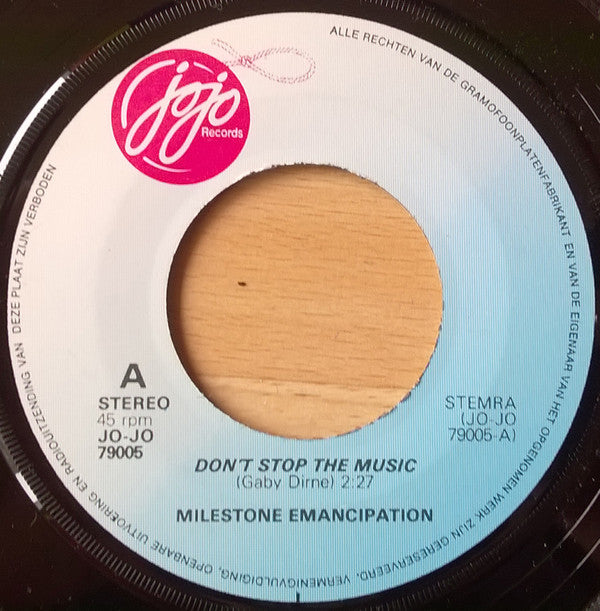 jojo
Records
ALLE RECHTEN VAN DE GRAMOFOONPLATENFABRIKANT EN VAN DE EIGENAAR VAN HET OPGENOMEN WERK ZIJN GERESERVEERD. VERMENIGVULDIGING, OPENBARE UITVOERING EN RADIOUITZENDING VAN DEZE PLAAT ZIJN VERBODEN
A
STEREO
45 rpm
JO-JO
79005
STEMRA
(JO-JO
79005-A)
DON'T STOP THE MUSIC
(Gaby Dirne) 2:27
MILESTONE EMANCIPATION